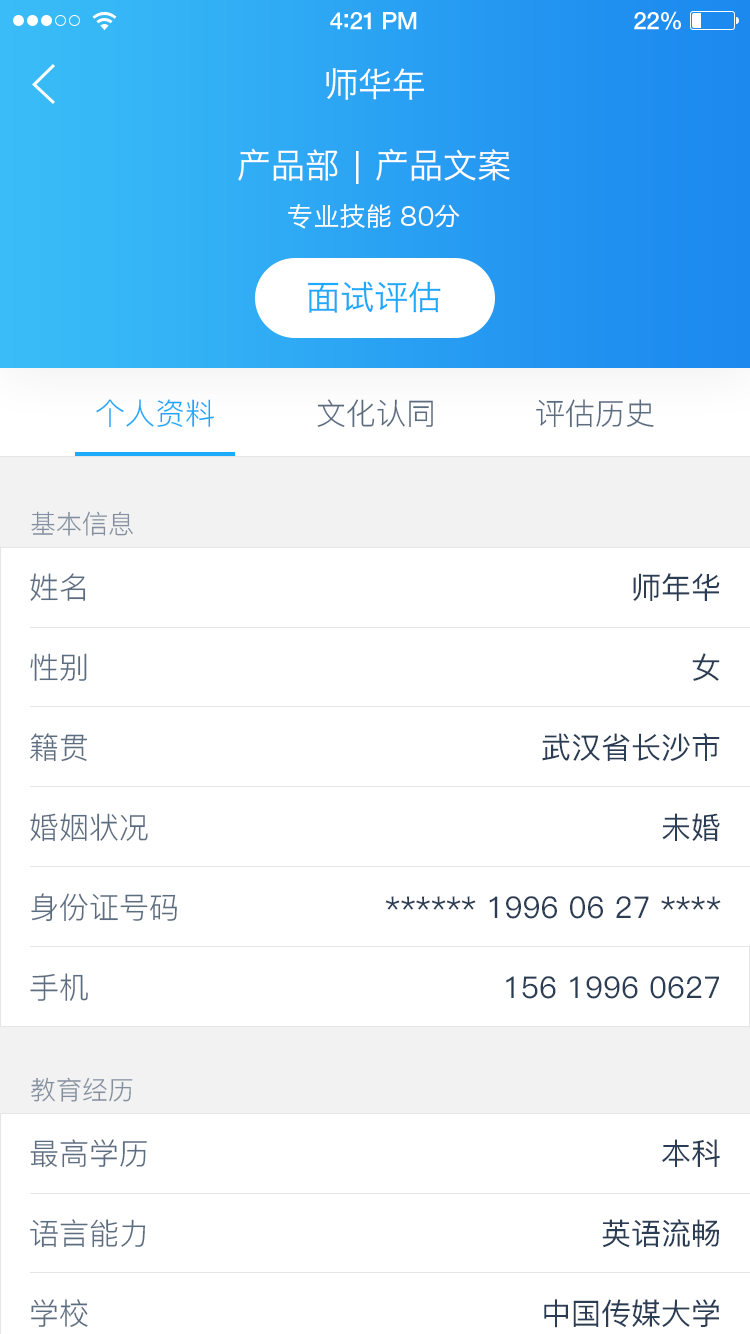 4:21 PM 22%
师华年
产品部 | 产品文案
专业技能 80分
面试评估
个人资料 文化认同 评估历史
基本信息
姓名 师年华
性别 女
籍贯 武汉省长沙市
婚姻状况 未婚
身份证号码 ****** 1996 06 27 ****
手机 156 1996 0627
教育经历
最高学历 本科
语言能力 英语流畅
学校 中国传媒大学